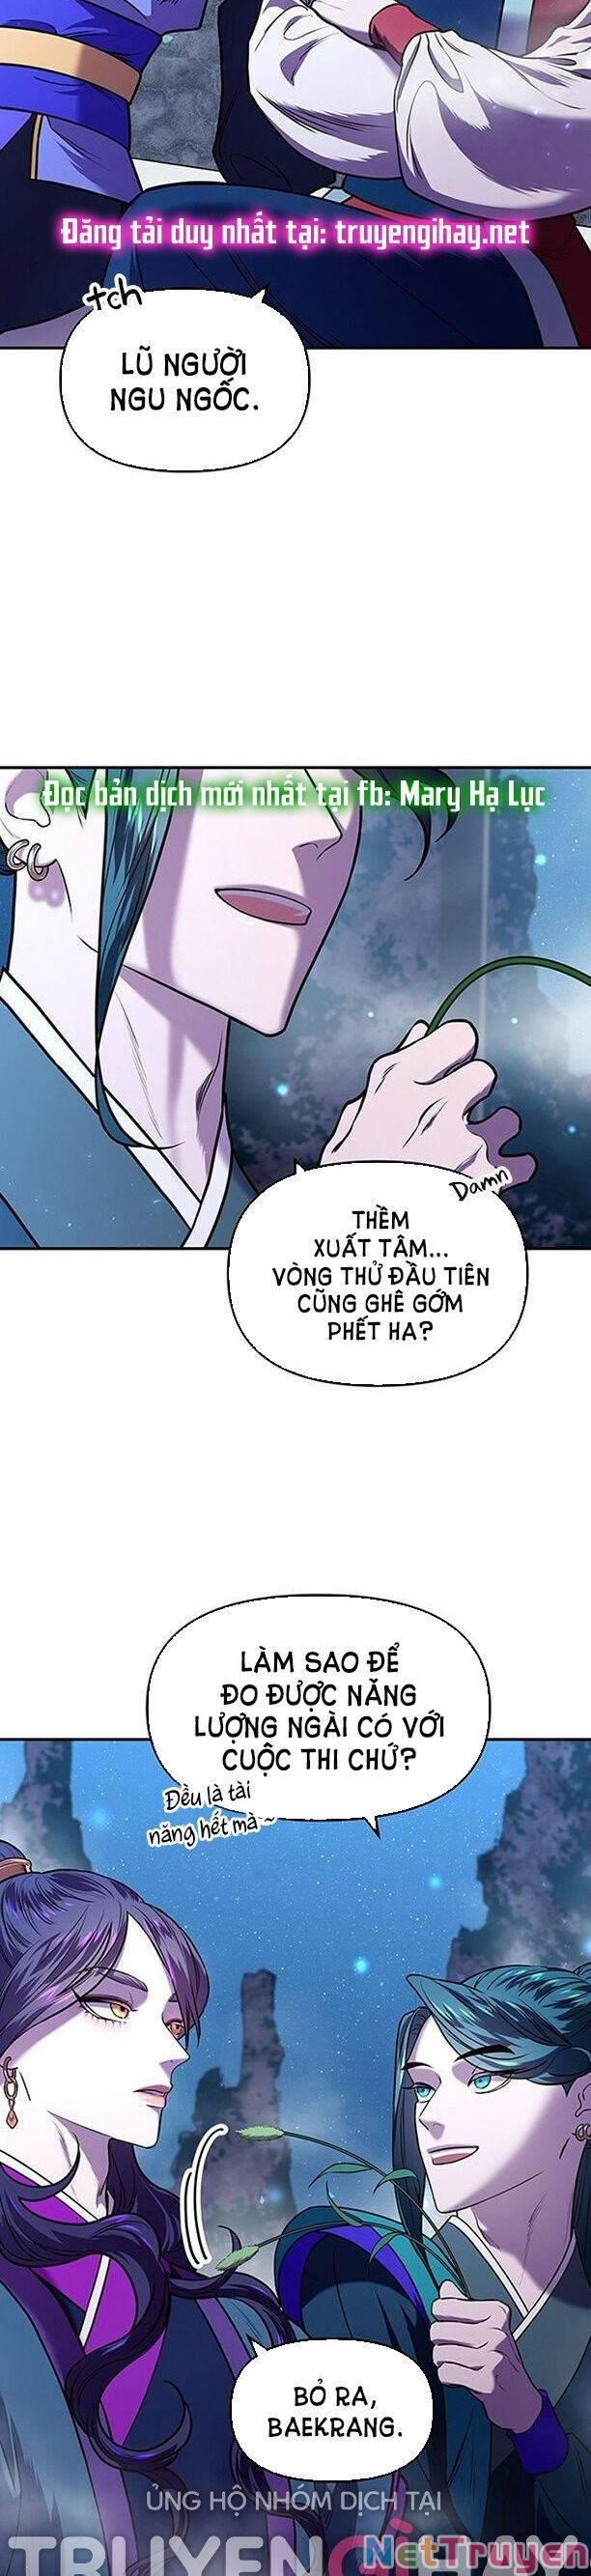 Đăng tải duy nhất tại: truyengihay.net
tch
LŨ NGƯỜI
NGU NGỐC.
Đọc bản dịch mới nhất tại fb: Mary Hạ Lục
Damn
THỀM
XUẤT TÂM...
VÒNG THỬ ĐẦU TIÊN
CŨNG GHÊ GỚM
PHẾT HA?
LÀM SAO ĐỂ
ĐO ĐƯỢC NĂNG
LƯỢNG NGÀI CÓ VỚI
CUỘC THI CHỨ?
Đều là tài
năng hết mà ~
BỎ RA,
BAEKRANG.
ỦNG HỘ NHÓM DỊCH TẠI
NetTruyen